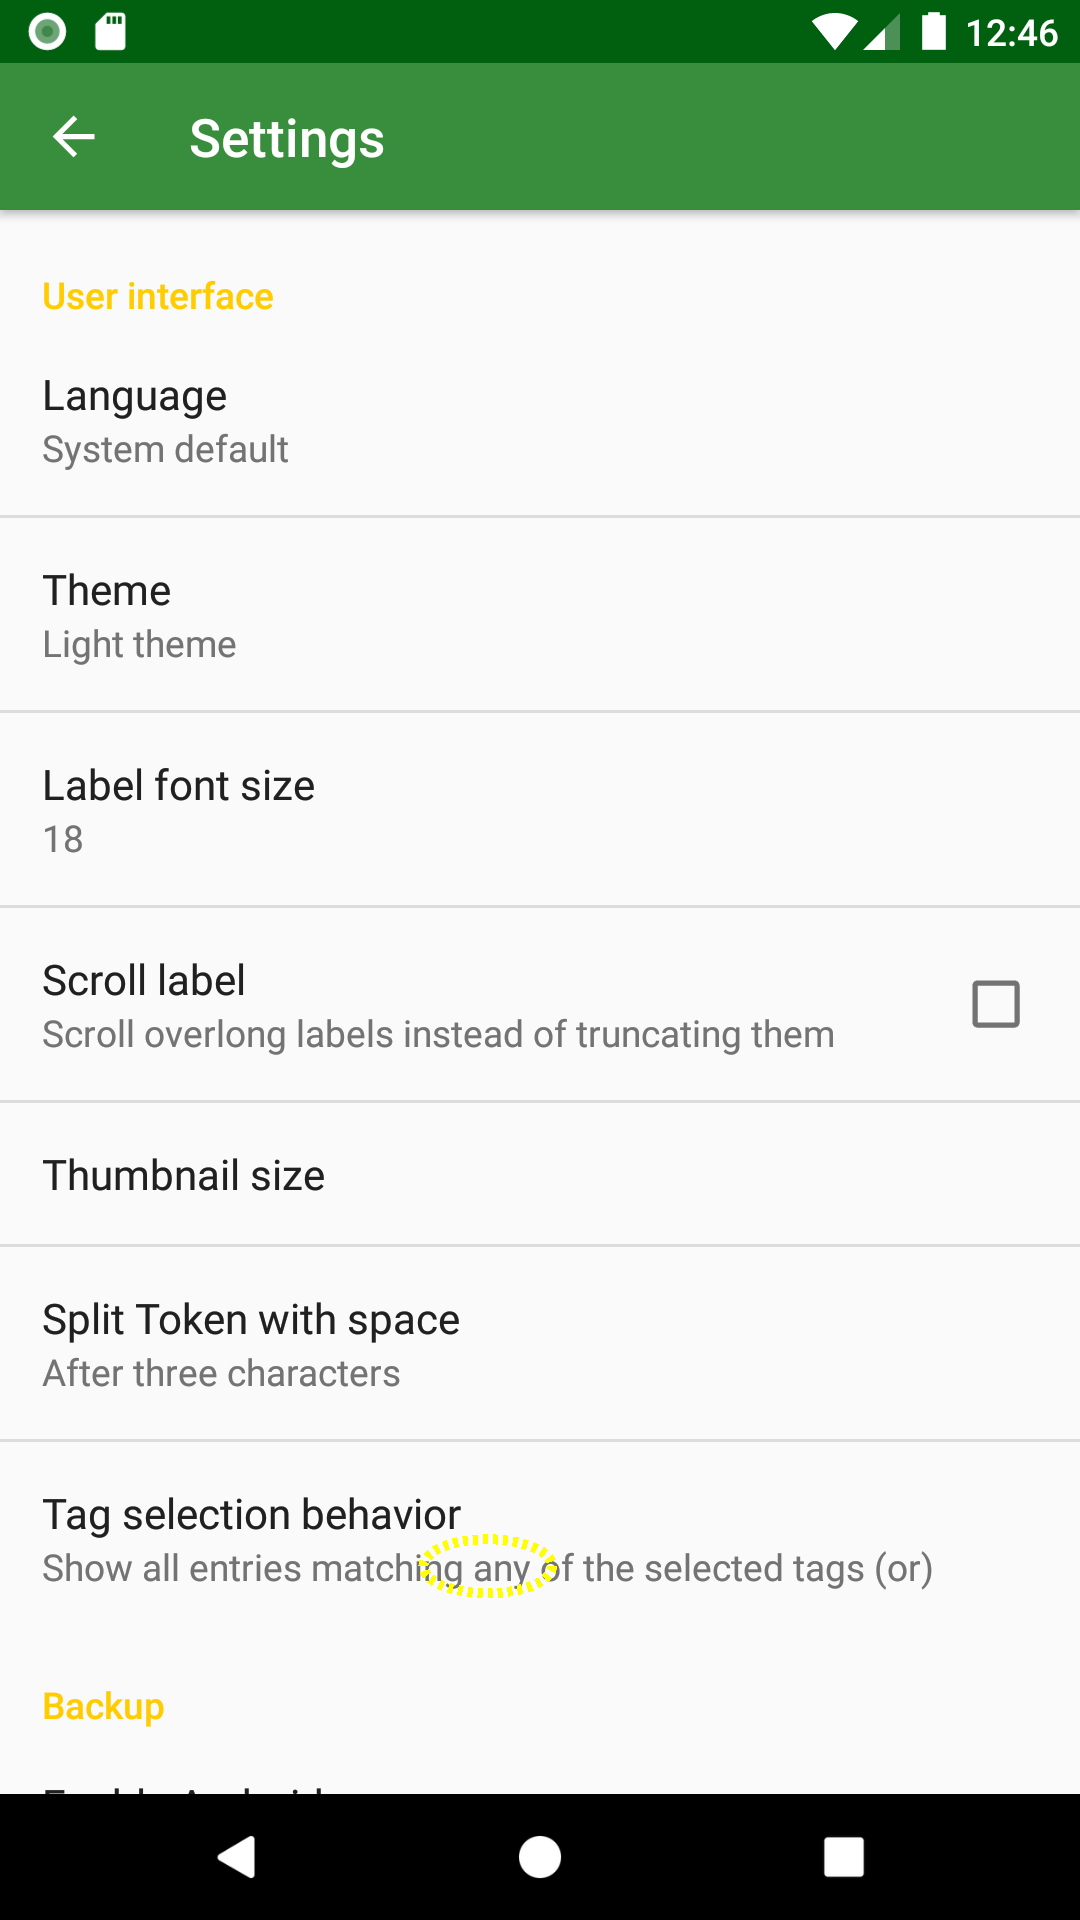 12:46
Settings
User interface
Language
System default
Theme
Light theme
Label font size
18
Scroll label
Scroll overlong labels instead of truncating them
Thumbnail size
Split Token with space
After three characters
Tag selection behavior
Show all entries matching any of the selected tags (or)
Backup